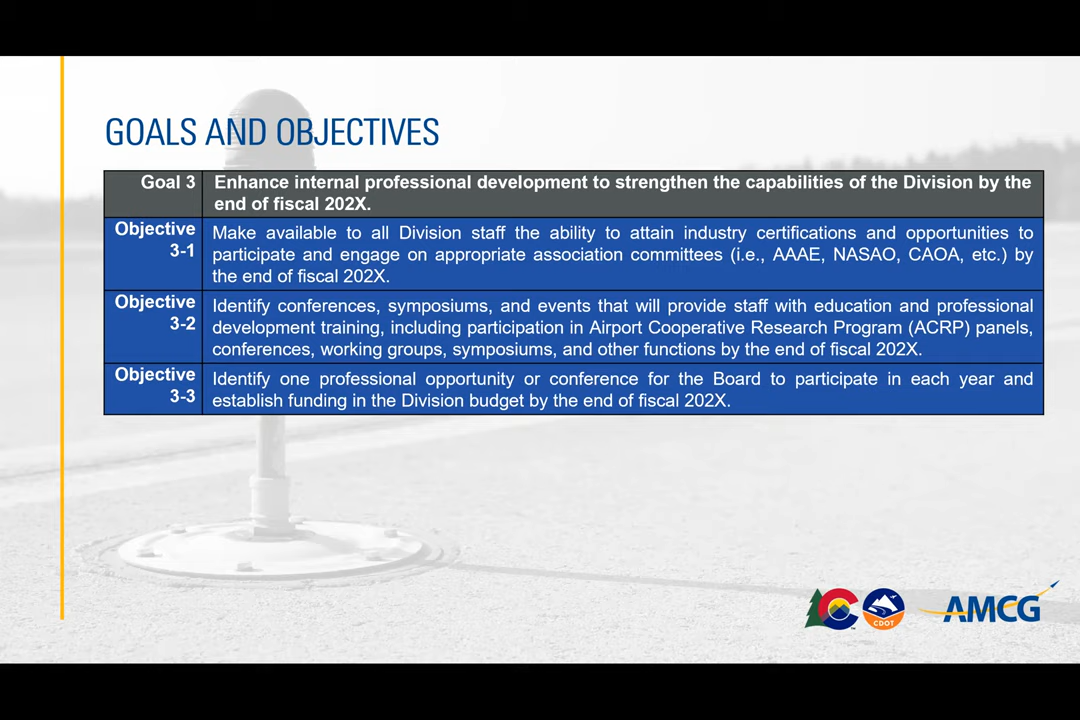 GOALS AND OBJECTIVES
Goal 3
Enhance internal professional development to strengthen the capabilities of the Division by the
end of fiscal 202X.
Objective
3-1
Make available to all Division staff the ability to attain industry certifications and opportunities to
participate and engage on appropriate association committees (i.e., AAAE, NASAO, CAOA, etc.) by
the end of fiscal 202X.
Objective
3-2
Identify conferences, symposiums, and events that will provide staff with education and professional
development training, including participation in Airport Cooperative Research Program (ACRP) panels,
conferences, working groups, symposiums, and other functions by the end of fiscal 202X.
Objective
3-3
Identify one professional opportunity or conference for the Board to participate in each year and
establish funding in the Division budget by the end of fiscal 202X.
CDOT
AMCG